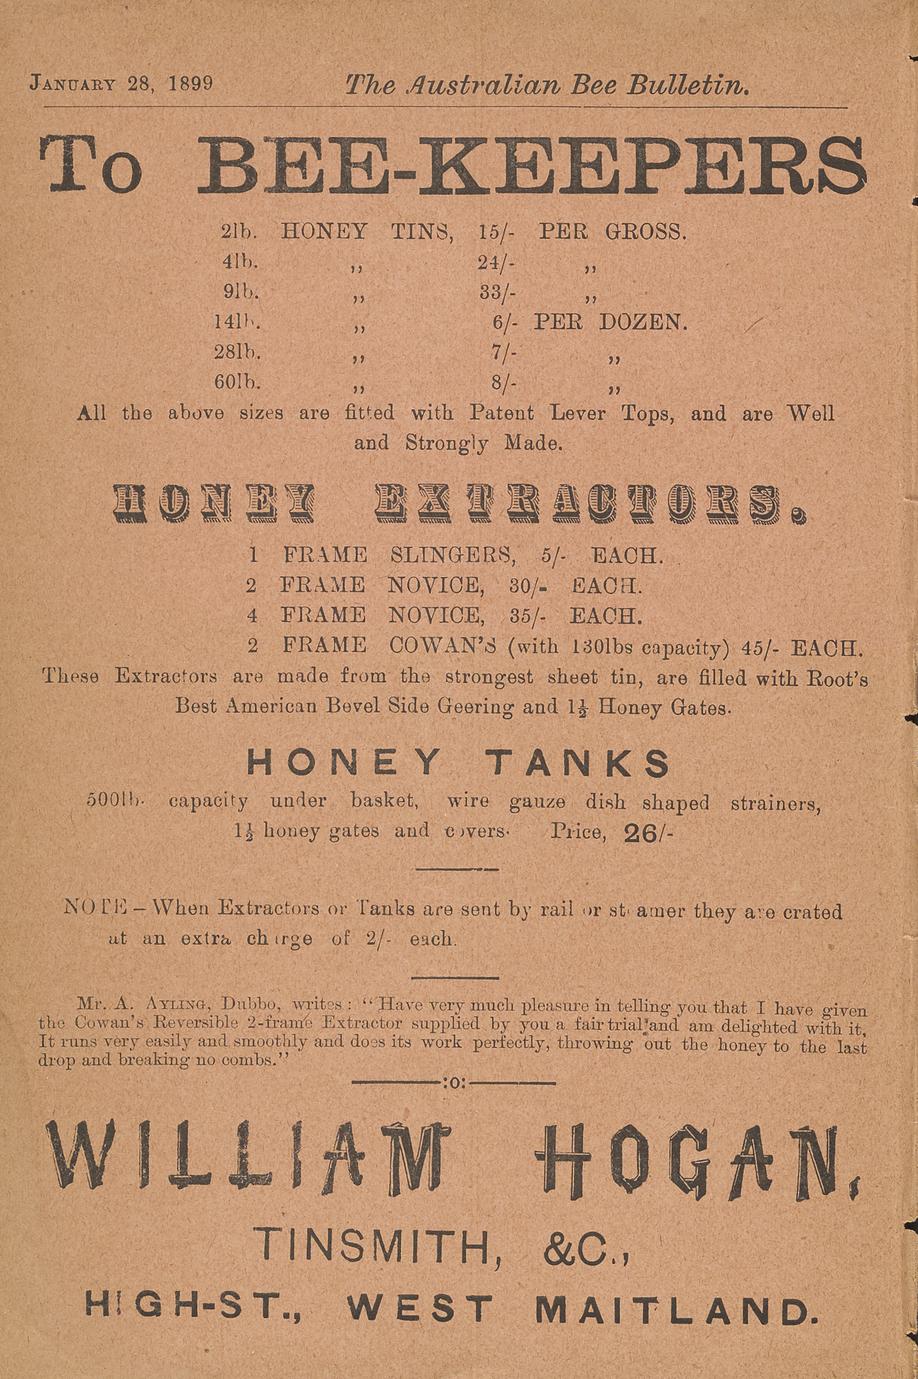 January 28, 1899 The Australian Bee Bulletin.
To BEE-KEEPERS
2lb. HONEY TINS, 15/- PER GROSS.
4lb. ,, 24/- ,,
9lb. ,, 33/- ,,
14lb. ,, 6/- PER DOZEN.
28lb. ,, 7/- ,,
60lb. ,, 8/- ,,
All the above sizes are fitted with Patent Lever Tops, and are Well
and Strongly Made.
HONEY EXTRACTORS.
1 FRAME SLINGERS, 5/- EACH.
2 FRAME NOVICE, 30/- EACH.
4 FRAME NOVICE, 35/- EACH.
2 FRAME COWAN'S (with 130lbs capacity) 45/- EACH.
These Extractors are made from the strongest sheet tin, are filled with Root's
Best American Bevel Side Geering and 1½ Honey Gates.
HONEY TANKS
500lb. capacity under basket, wire gauze dish shaped strainers,
1½ honey gates and covers. Price, 26/-
NOTE – When Extractors or Tanks are sent by rail or steamer they are crated
at an extra charge of 2/- each.
Mr. A. Ayling, Dubbo, writes : "Have very much pleasure in telling you that I have given
the Cowan's Reversible 2-frame Extractor supplied by you a fair trial and am delighted with it,
It runs very easily and smoothly and does its work perfectly, throwing out the honey to the last
drop and breaking no combs."
:o:
WILLIAM HOGAN,
TINSMITH, &C.,
HIGH-ST., WEST MAITLAND.